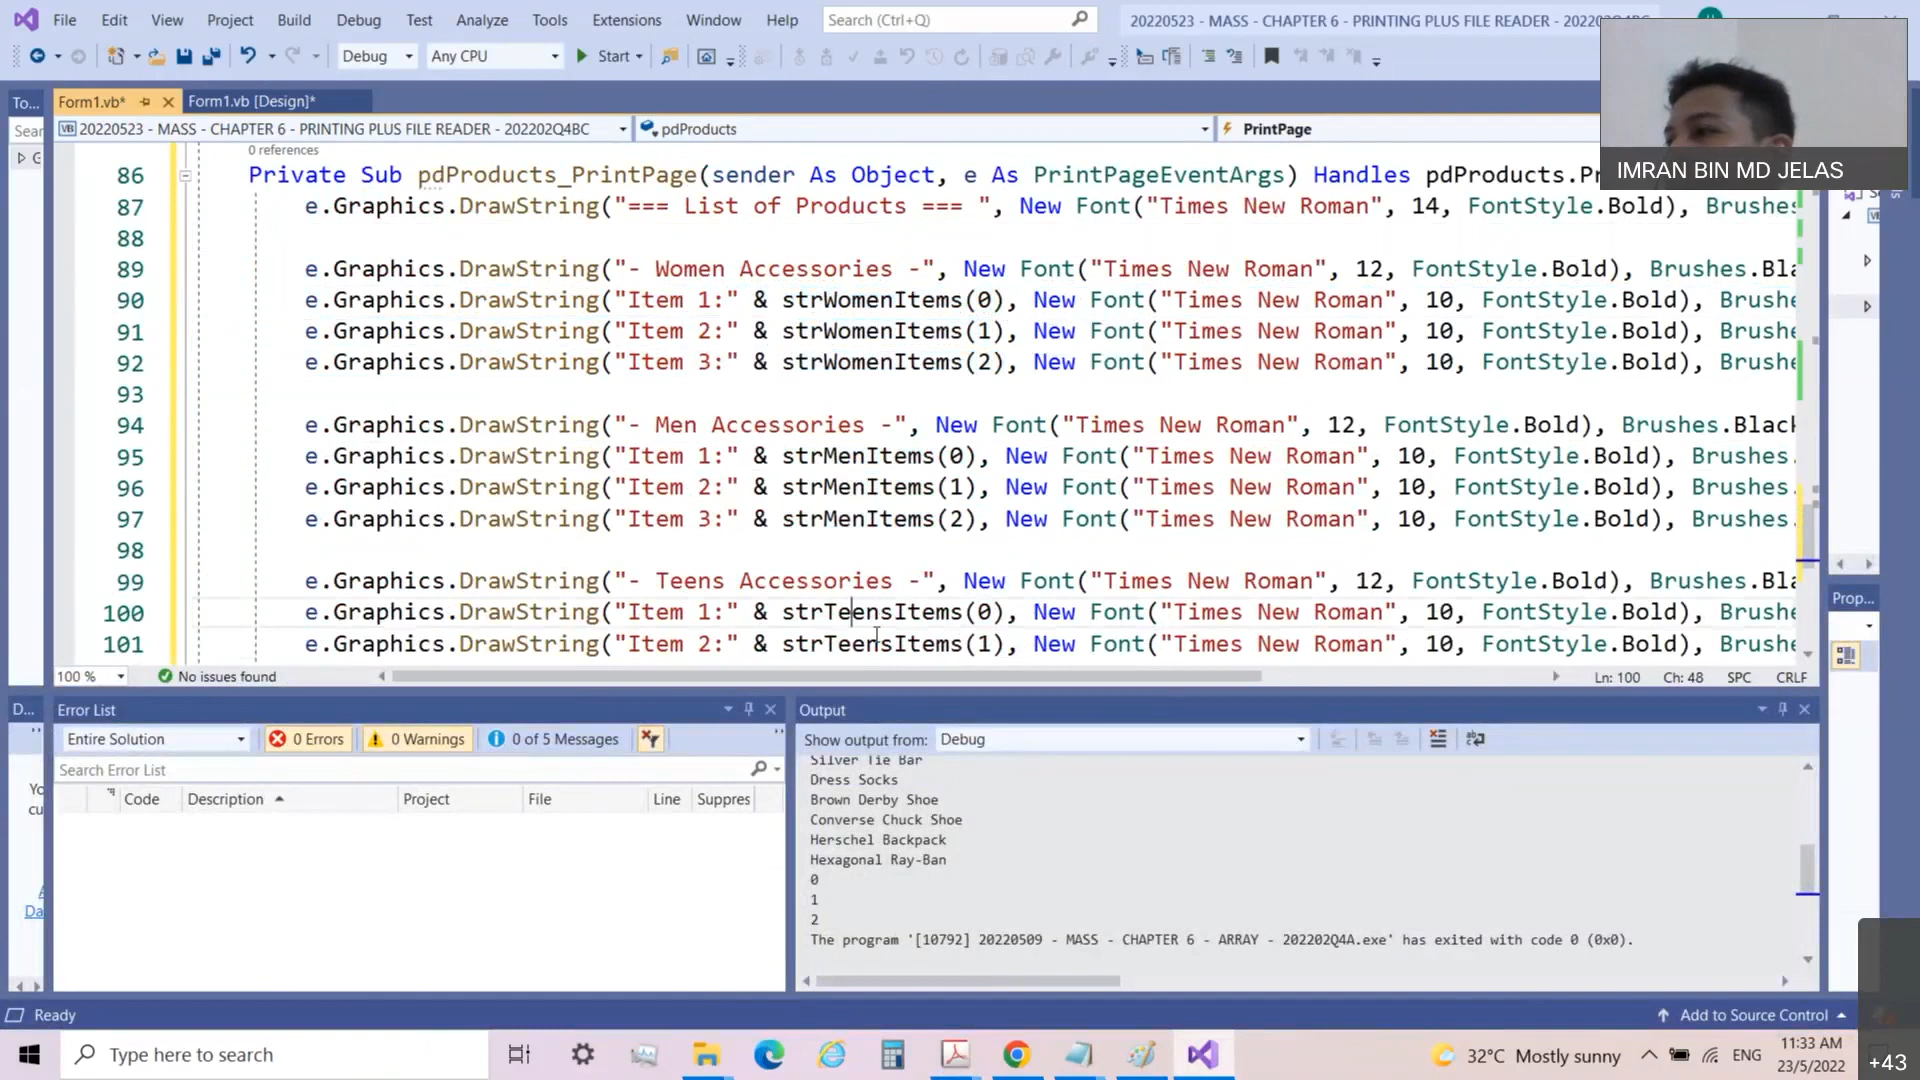 File Edit View Project Build Debug Test Analyze Tools Extensions Window Help Search (Ctrl+Q) 20220523 - MASS - CHAPTER 6 - PRINTING PLUS FILE READER -
Debug Any CPU Start
IMRAN BIN MD JELAS
To... Form1.vb* Form1.vb [Design]*
20220523 - MASS - CHAPTER 6 - PRINTING PLUS FILE READER - 202202Q4BC pdProducts PrintPage
0 references
86 Private Sub pdProducts_PrintPage(sender As Object, e As PrintPageEventArgs) Handles pdProducts.Pr
87 e.Graphics.DrawString("=== List of Products === ", New Font("Times New Roman", 14, FontStyle.Bold), Brushes
88
89 e.Graphics.DrawString("- Women Accessories -", New Font("Times New Roman", 12, FontStyle.Bold), Brushes.Bla
90 e.Graphics.DrawString("Item 1:" & strWomenItems(0), New Font("Times New Roman", 10, FontStyle.Bold), Brushe
91 e.Graphics.DrawString("Item 2:" & strWomenItems(1), New Font("Times New Roman", 10, FontStyle.Bold), Brushe
92 e.Graphics.DrawString("Item 3:" & strWomenItems(2), New Font("Times New Roman", 10, FontStyle.Bold), Brushe
93
94 e.Graphics.DrawString("- Men Accessories -", New Font("Times New Roman", 12, FontStyle.Bold), Brushes.Black
95 e.Graphics.DrawString("Item 1:" & strMenItems(0), New Font("Times New Roman", 10, FontStyle.Bold), Brushes.
96 e.Graphics.DrawString("Item 2:" & strMenItems(1), New Font("Times New Roman", 10, FontStyle.Bold), Brushes.
97 e.Graphics.DrawString("Item 3:" & strMenItems(2), New Font("Times New Roman", 10, FontStyle.Bold), Brushes.
98
99 e.Graphics.DrawString("- Teens Accessories -", New Font("Times New Roman", 12, FontStyle.Bold), Brushes.Bla
100 e.Graphics.DrawString("Item 1:" & strTeensItems(0), New Font("Times New Roman", 10, FontStyle.Bold), Brushe
101 e.Graphics.DrawString("Item 2:" & strTeensItems(1), New Font("Times New Roman", 10, FontStyle.Bold), Brushe
100 % No issues found Ln: 100 Ch: 48 SPC CRLF
Prop...
D... Error List
Entire Solution 0 Errors 0 Warnings 0 of 5 Messages
Search Error List
Code Description Project File Line Suppres
Output
Show output from: Debug
Silver Tie Bar
Dress Socks
Brown Derby Shoe
Converse Chuck Shoe
Herschel Backpack
Hexagonal Ray-Ban
0
1
2
The program '[10792] 20220509 - MASS - CHAPTER 6 - ARRAY - 202202Q4A.exe' has exited with code 0 (0x0).
Ready Add to Source Control
Type here to search 32°C Mostly sunny ENG 11:33 AM
23/5/2022
+43